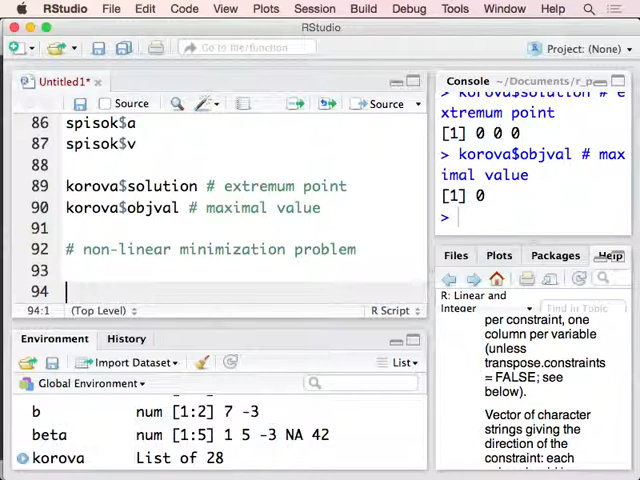 RStudio File Edit Code View Plots Session Build Debug Tools Window Help
RStudio
Go to file/function Project: (None)
Untitled1*
Source Source
86 spisok$a
87 spisok$v
88
89 korova$solution # extremum point
90 korova$objval # maximal value
91
92 # non-linear minimization problem
93
94
94:1 (Top Level) R Script
Environment History
Import Dataset List
Global Environment
b num [1:2] 7 -3
beta num [1:5] 1 5 -3 NA 42
korova List of 28
Console ~/Documents/r_p
> korova$solution # e
xtremum point
[1] 0 0 0
> korova$objval # max
imal value
[1] 0
>
Files Plots Packages Help
R: Linear and
Integer Find in Topic
per constraint, one
column per variable
(unless
transpose.constraints
= FALSE; see
below).
Vector of character
strings giving the
direction of the
constraint: each